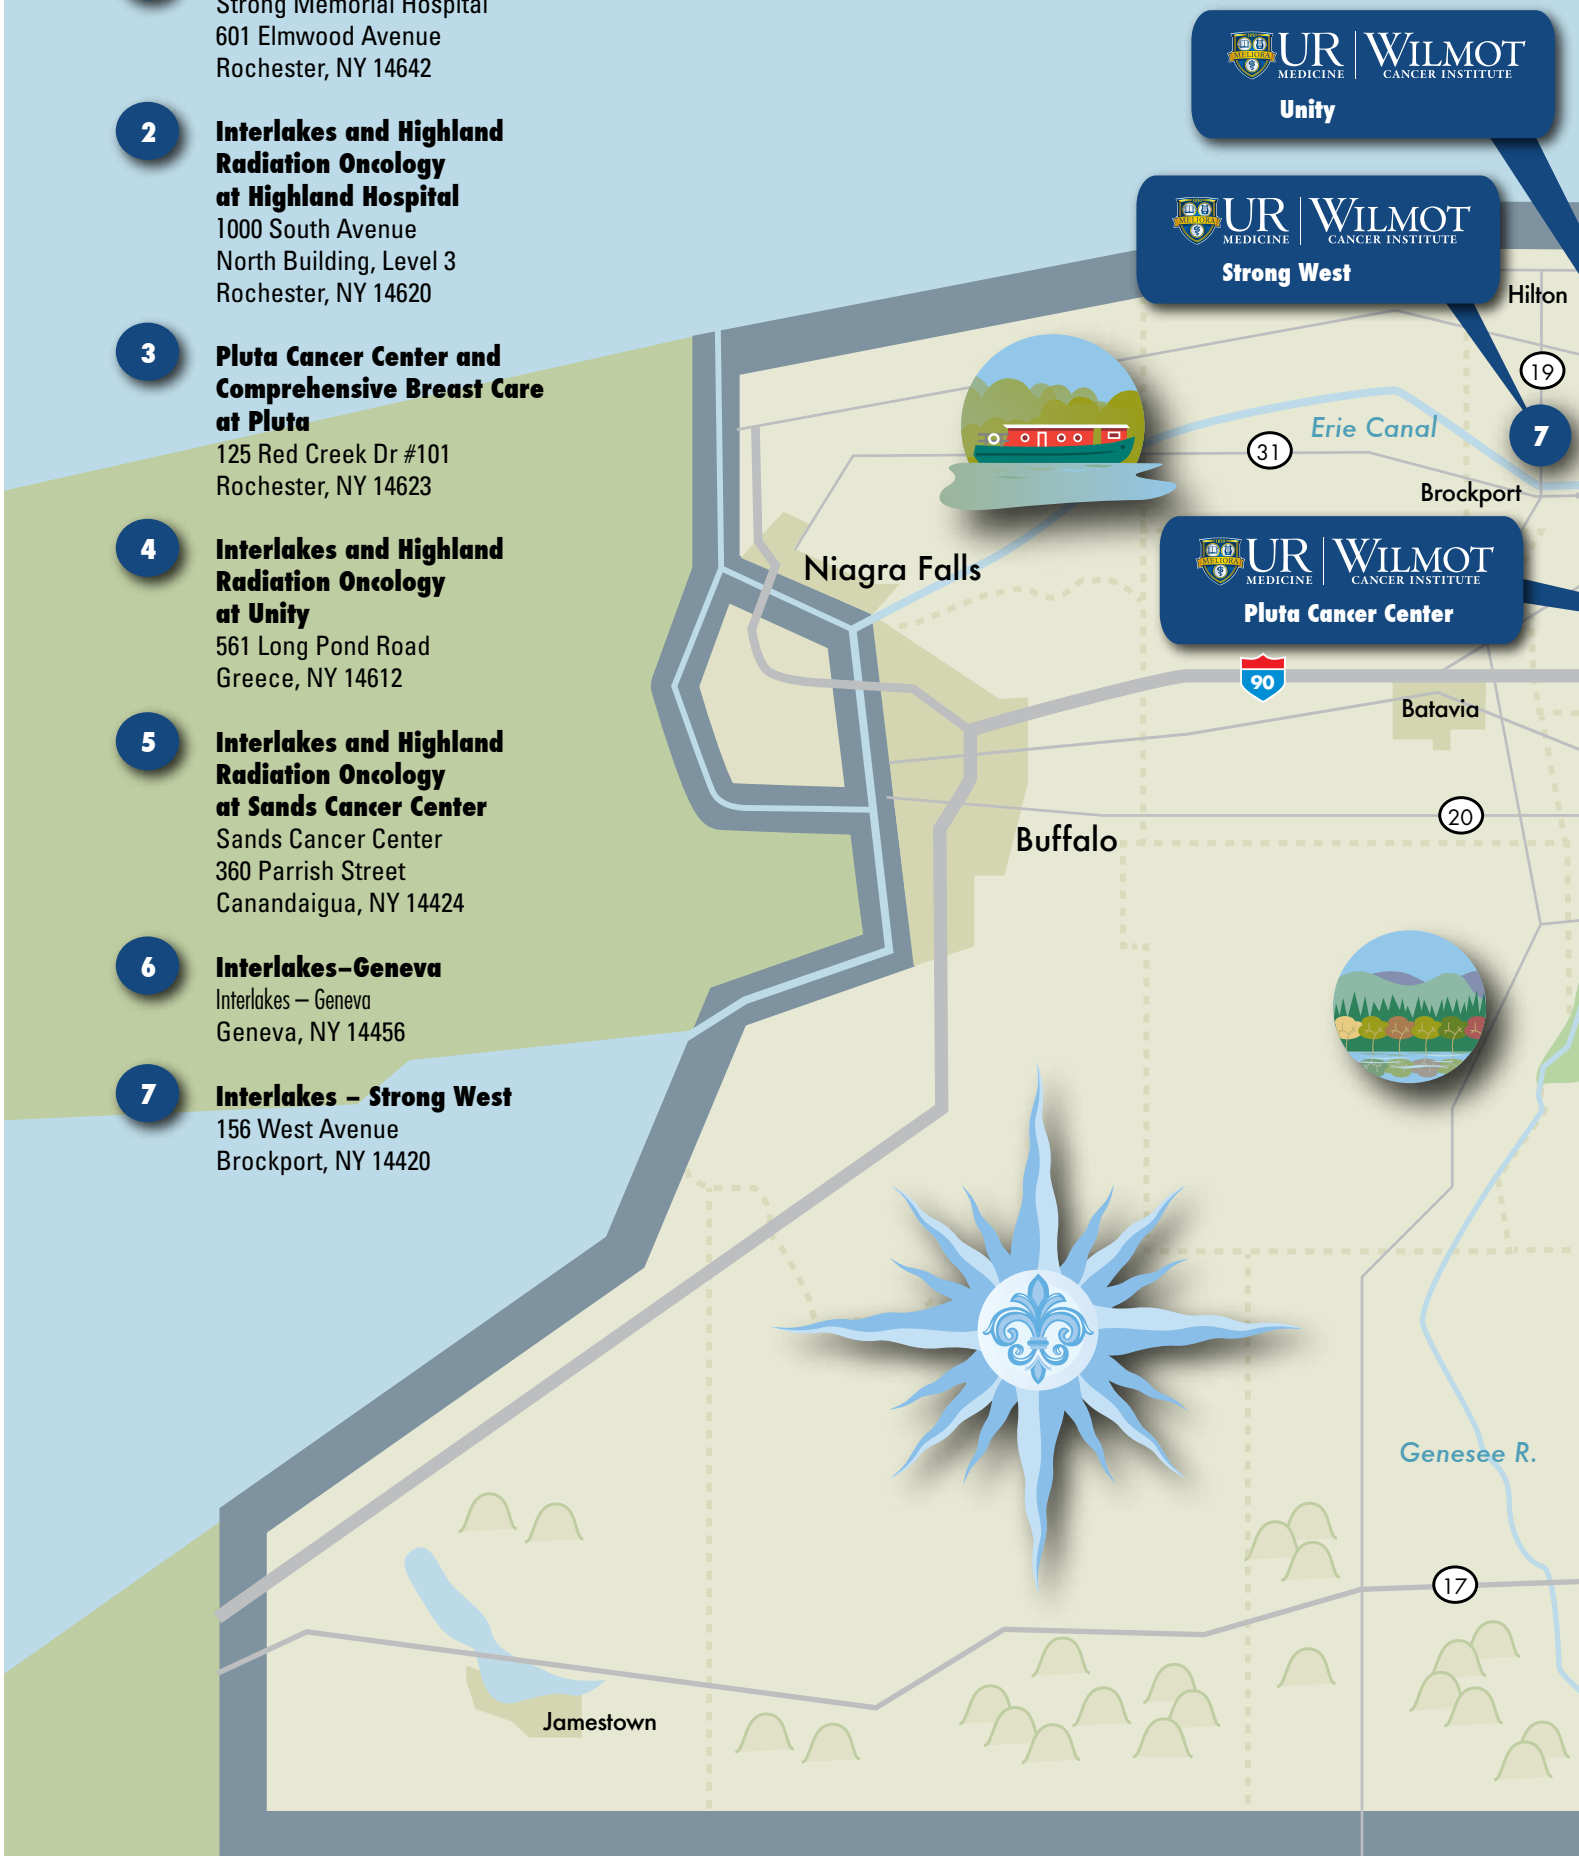 Strong Memorial Hospital
601 Elmwood Avenue
Rochester, NY 14642
2
Interlakes and Highland
Radiation Oncology
at Highland Hospital
1000 South Avenue
North Building, Level 3
Rochester, NY 14620
3
Pluta Cancer Center and
Comprehensive Breast Care
at Pluta
125 Red Creek Dr #101
Rochester, NY 14623
4
Interlakes and Highland
Radiation Oncology
at Unity
561 Long Pond Road
Greece, NY 14612
5
Interlakes and Highland
Radiation Oncology
at Sands Cancer Center
Sands Cancer Center
360 Parrish Street
Canandaigua, NY 14424
6
Interlakes–Geneva
Interlakes – Geneva
Geneva, NY 14456
7
Interlakes – Strong West
156 West Avenue
Brockport, NY 14420
MELIORA
UR MEDICINE
WILMOT CANCER INSTITUTE
Unity
MELIORA
UR MEDICINE
WILMOT CANCER INSTITUTE
Strong West
Hilton
19
Erie Canal
7
31
Brockport
MELIORA
UR MEDICINE
WILMOT CANCER INSTITUTE
Pluta Cancer Center
Niagra Falls
90
Batavia
20
Buffalo
Genesee R.
17
Jamestown